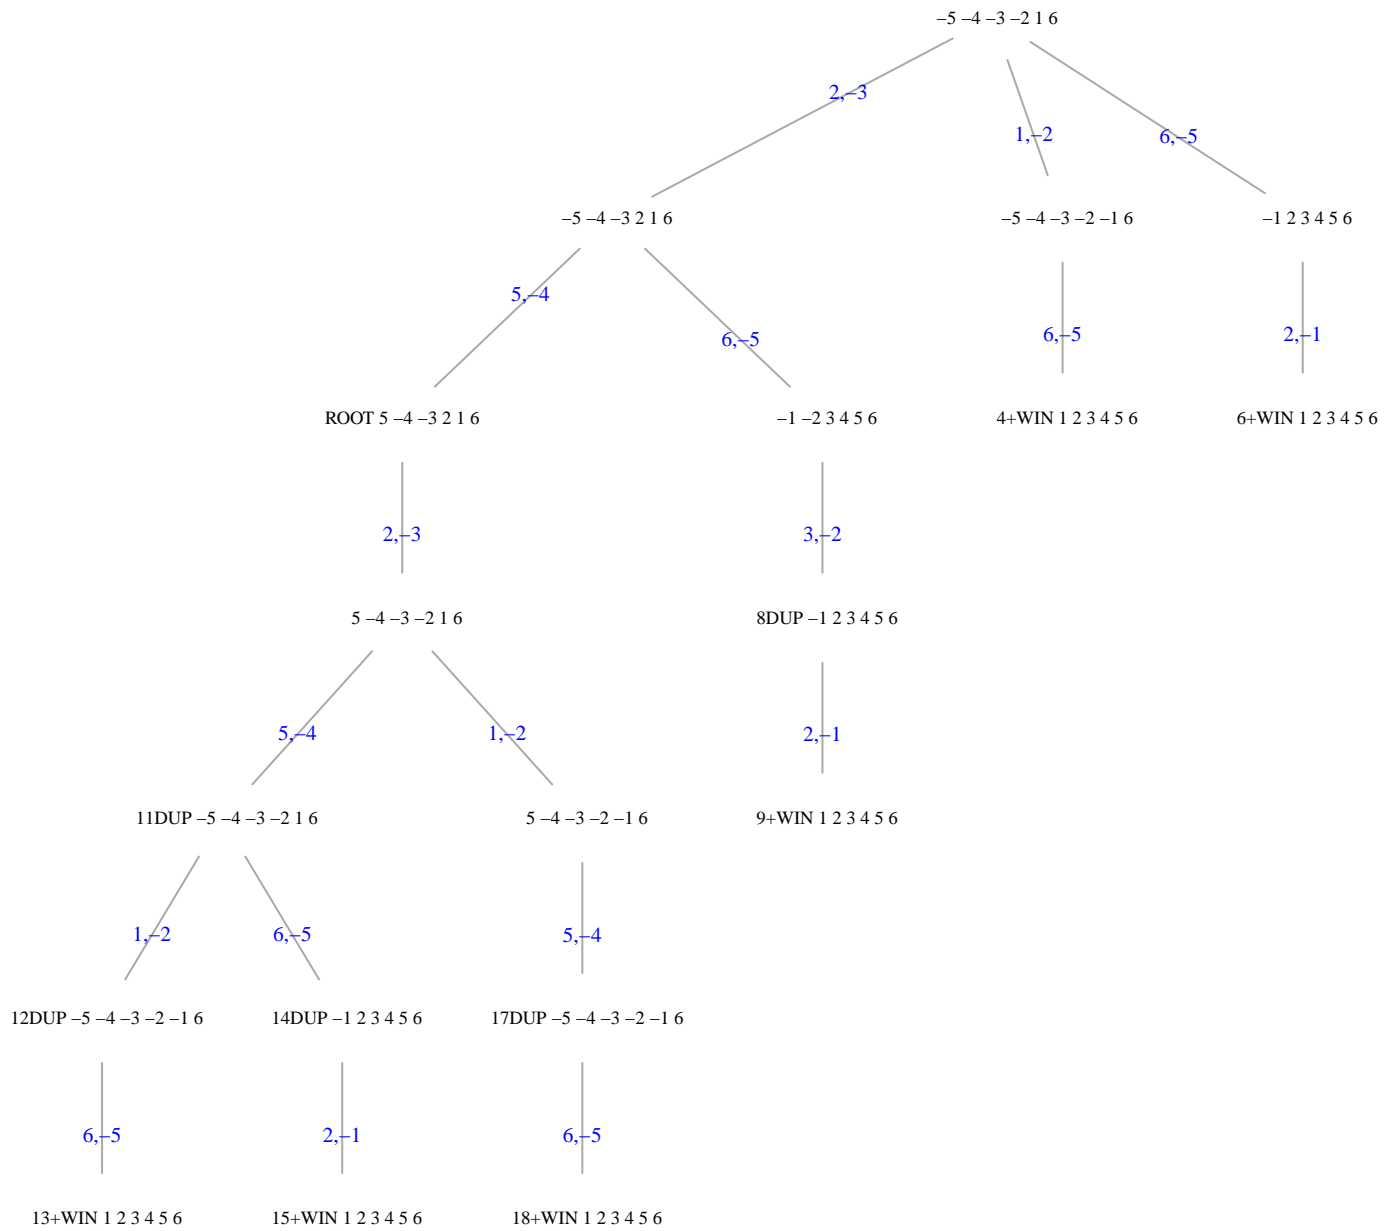 –5 –4 –3 –2 1 6
2,–3
1,–2
6,–5
–5 –4 –3 2 1 6
–5 –4 –3 –2 –1 6
–1 2 3 4 5 6
5,–4
6,–5
6,–5
2,–1
ROOT 5 –4 –3 2 1 6
–1 –2 3 4 5 6
4+WIN 1 2 3 4 5 6
6+WIN 1 2 3 4 5 6
2,–3
3,–2
5 –4 –3 –2 1 6
8DUP –1 2 3 4 5 6
5,–4
1,–2
2,–1
11DUP –5 –4 –3 –2 1 6
5 –4 –3 –2 –1 6
9+WIN 1 2 3 4 5 6
1,–2
6,–5
5,–4
12DUP –5 –4 –3 –2 –1 6
14DUP –1 2 3 4 5 6
17DUP –5 –4 –3 –2 –1 6
6,–5
2,–1
6,–5
13+WIN 1 2 3 4 5 6
15+WIN 1 2 3 4 5 6
18+WIN 1 2 3 4 5 6